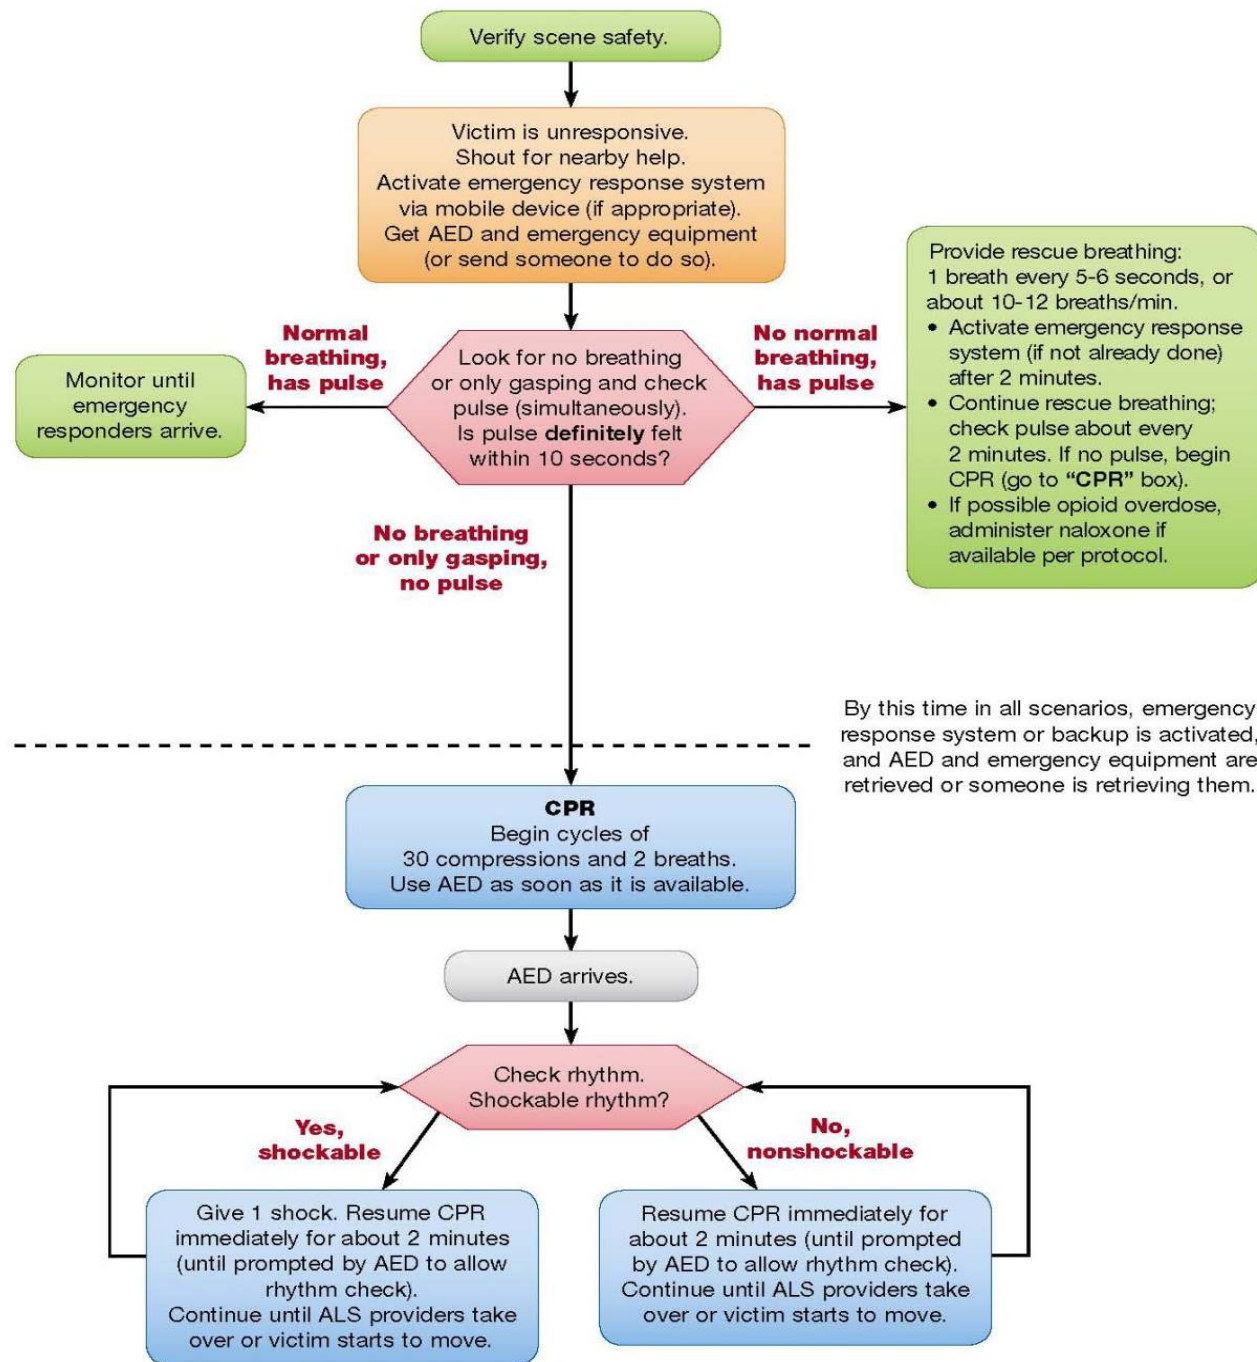 Verify scene safety.
Victim is unresponsive.
Shout for nearby help.
Activate emergency response system
via mobile device (if appropriate).
Get AED and emergency equipment
(or send someone to do so).
Look for no breathing
or only gasping and check
pulse (simultaneously).
Is pulse definitely felt
within 10 seconds?
Normal
breathing,
has pulse
Monitor until
emergency
responders arrive.
No normal
breathing,
has pulse
Provide rescue breathing:
1 breath every 5-6 seconds, or
about 10-12 breaths/min.
• Activate emergency response
system (if not already done)
after 2 minutes.
• Continue rescue breathing;
check pulse about every
2 minutes. If no pulse, begin
CPR (go to “CPR” box).
• If possible opioid overdose,
administer naloxone if
available per protocol.
No breathing
or only gasping,
no pulse
By this time in all scenarios, emergency
response system or backup is activated,
and AED and emergency equipment are
retrieved or someone is retrieving them.
CPR
Begin cycles of
30 compressions and 2 breaths.
Use AED as soon as it is available.
AED arrives.
Check rhythm.
Shockable rhythm?
Yes,
shockable
No,
nonshockable
Give 1 shock. Resume CPR
immediately for about 2 minutes
(until prompted by AED to allow
rhythm check).
Continue until ALS providers take
over or victim starts to move.
Resume CPR immediately for
about 2 minutes (until prompted
by AED to allow rhythm check).
Continue until ALS providers take
over or victim starts to move.